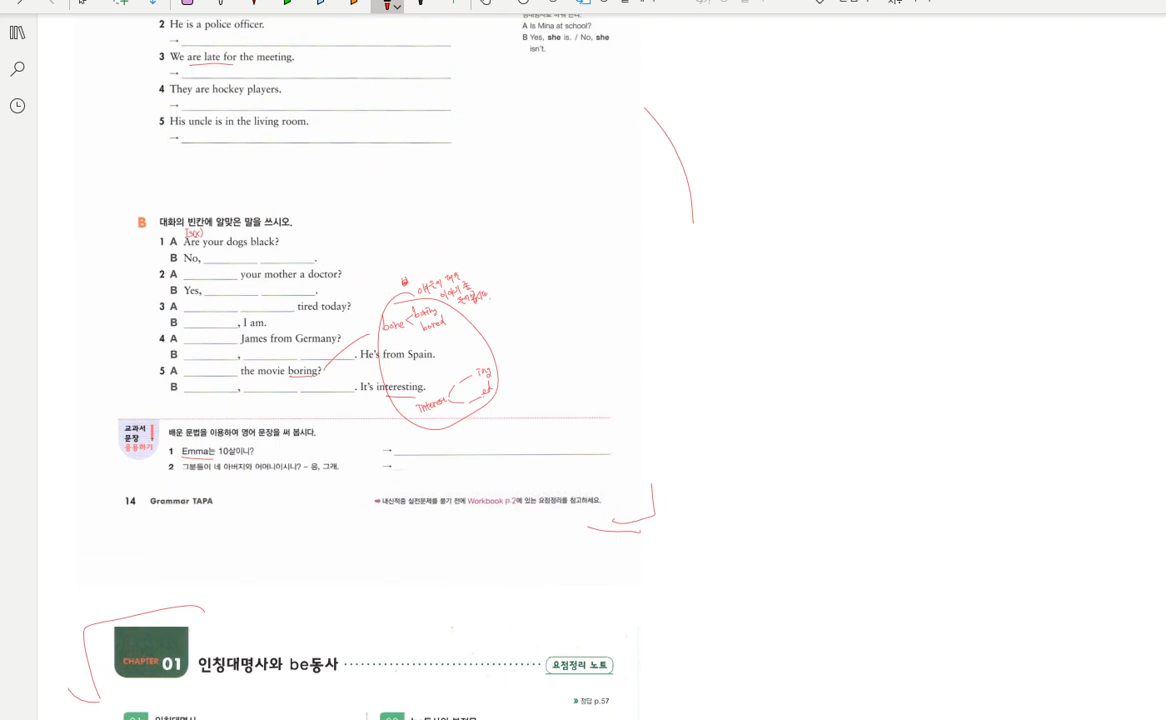 2 He is a police officer.
→
3 We are late for the meeting.
→
4 They are hockey players.
→
5 His uncle is in the living room.
→
A Is Mina at school?
B Yes, she is. / No, she
isn't.
B 대화의 빈칸에 알맞은 말을 쓰시오.
Is(x)
1 A Are your dogs black?
B No, ________ ________.
2 A ________ your mother a doctor?
B Yes, ________ ________.
3 A ________ ________ tired today?
B ________, I am.
4 A ________ James from Germany?
B ________, ________ ________. He's from Spain.
5 A ________ the movie boring?
B ________, ________ ________. It's interesting.
bore
boring
bored
ing
ed
교과서
문장
응용하기
배운 문법을 이용하여 영어 문장을 써 봅시다.
1 Emma는 10살이니? →
2 그분들이 네 아버지와 어머니이시니? – 응, 그래. →
14 Grammar TAPA
➡ 내신적중 실전문제를 풀기 전에 Workbook p.2에 있는 요점정리를 참고하세요.
CHAPTER 01 인칭대명사와 be동사 요점정리 노트
» 정답 p.57